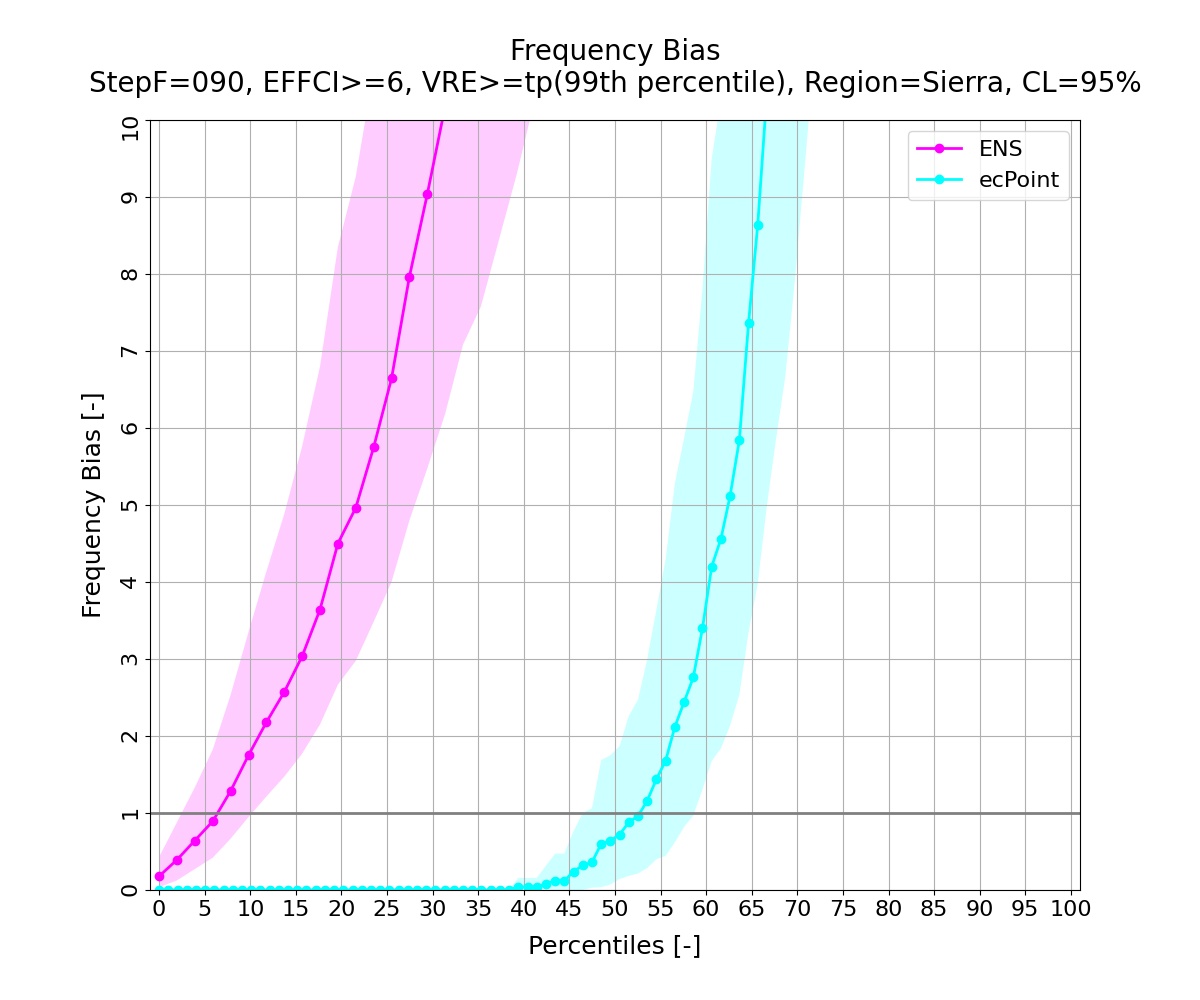 Frequency Bias
StepF=090, EFFCI>=6, VRE>=tp(99th percentile), Region=Sierra, CL=95%
ENS
ecPoint
Frequency Bias [-]
10
9
8
7
6
5
4
3
2
1
0
0 5 10 15 20 25 30 35 40 45 50 55 60 65 70 75 80 85 90 95 100
Percentiles [-]